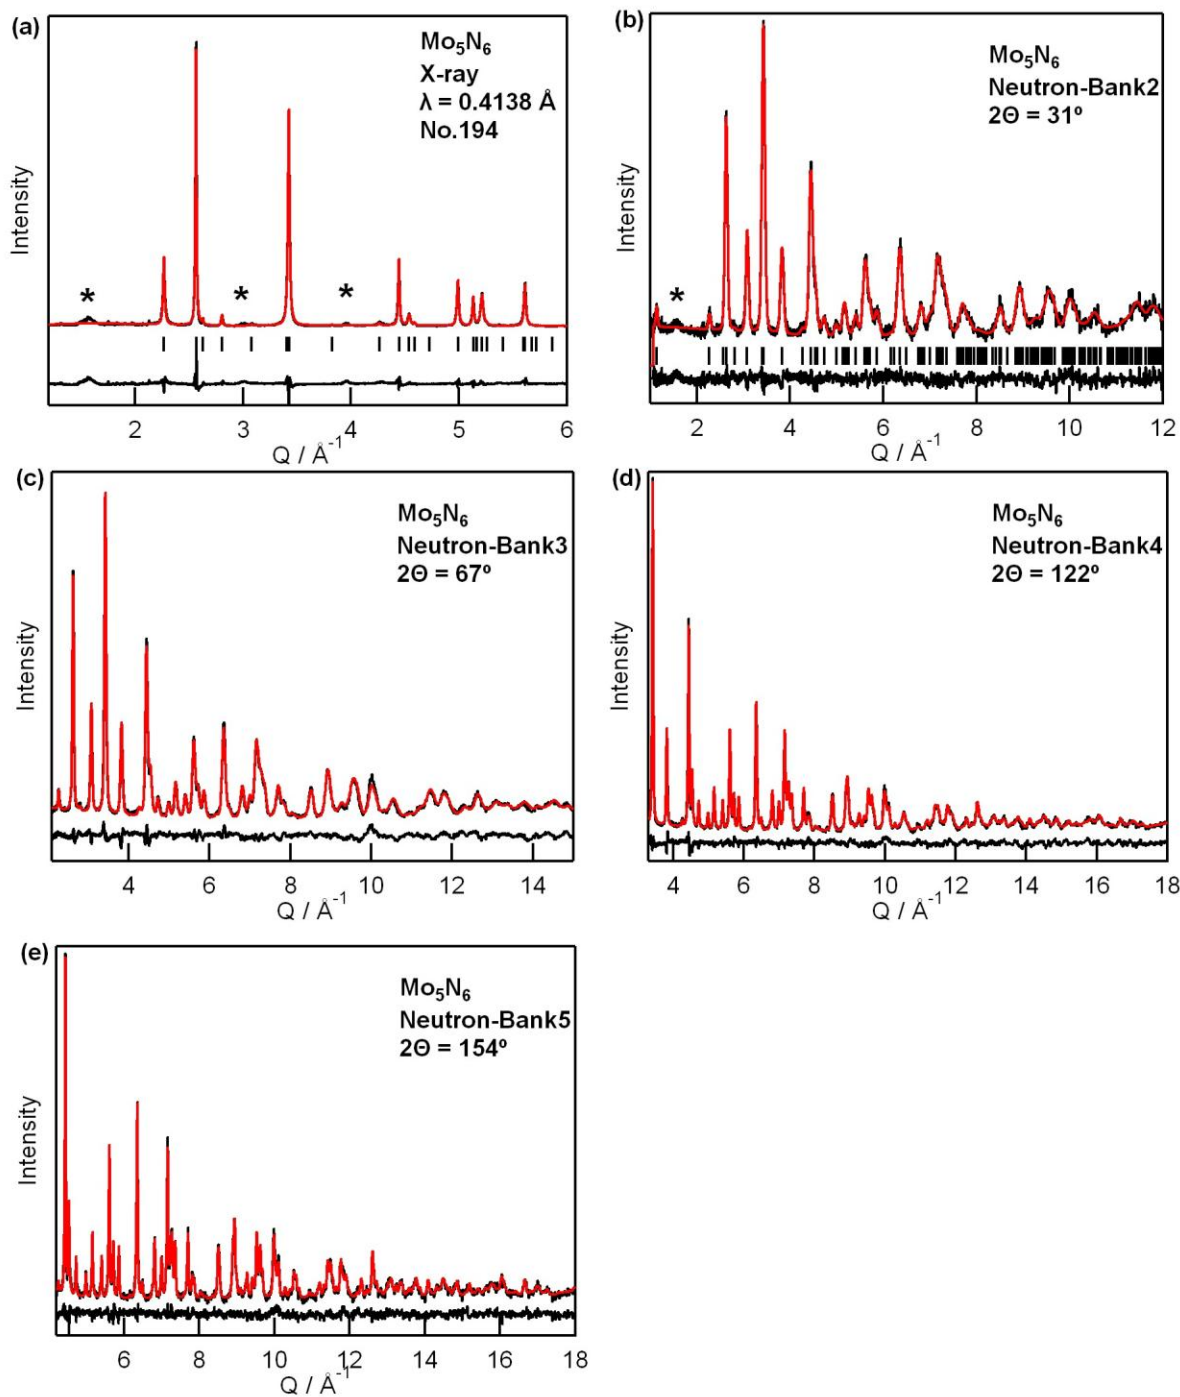 (a)
Mo₅N₆
X-ray
λ = 0.4138 Å
No.194
*
*
*
Intensity
2 3 4 5 6
Q / Å⁻¹
(b)
Mo₅N₆
Neutron-Bank2
2Θ = 31º
*
Intensity
2 4 6 8 10 12
Q / Å⁻¹
(c)
Mo₅N₆
Neutron-Bank3
2Θ = 67º
Intensity
4 6 8 10 12 14
Q / Å⁻¹
(d)
Mo₅N₆
Neutron-Bank4
2Θ = 122º
Intensity
4 6 8 10 12 14 16 18
Q / Å⁻¹
(e)
Mo₅N₆
Neutron-Bank5
2Θ = 154º
Intensity
6 8 10 12 14 16 18
Q / Å⁻¹